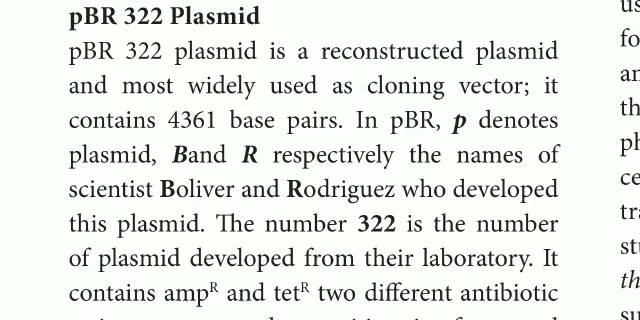 pBR 322 Plasmid
pBR 322 plasmid is a reconstructed plasmid
and most widely used as cloning vector; it
contains 4361 base pairs. In pBR, p denotes
plasmid, Band R respectively the names of
scientist Boliver and Rodriguez who developed
this plasmid. The number 322 is the number
of plasmid developed from their laboratory. It
contains ampᴿ and tetᴿ two different antibiotic